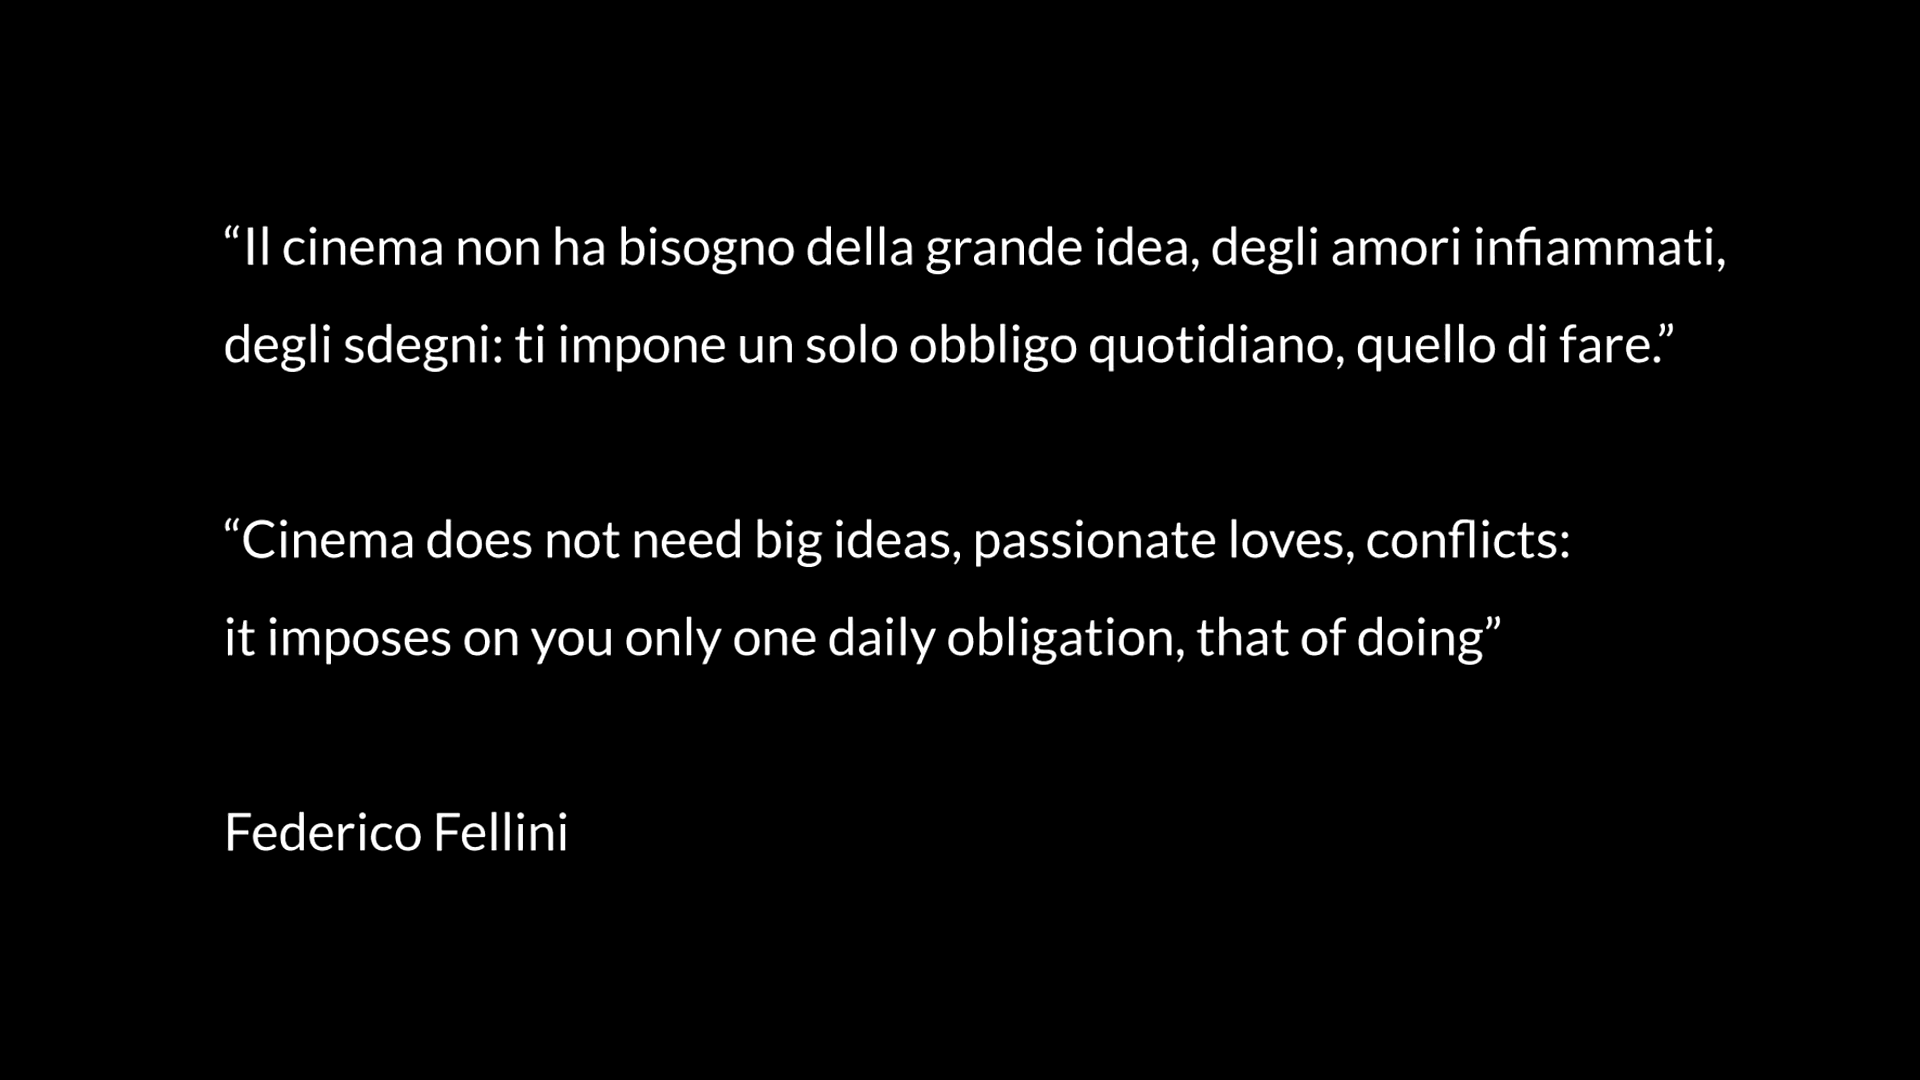 “Il cinema non ha bisogno della grande idea, degli amori infiammati,
degli sdegni: ti impone un solo obbligo quotidiano, quello di fare.”
“Cinema does not need big ideas, passionate loves, conflicts:
it imposes on you only one daily obligation, that of doing”
Federico Fellini